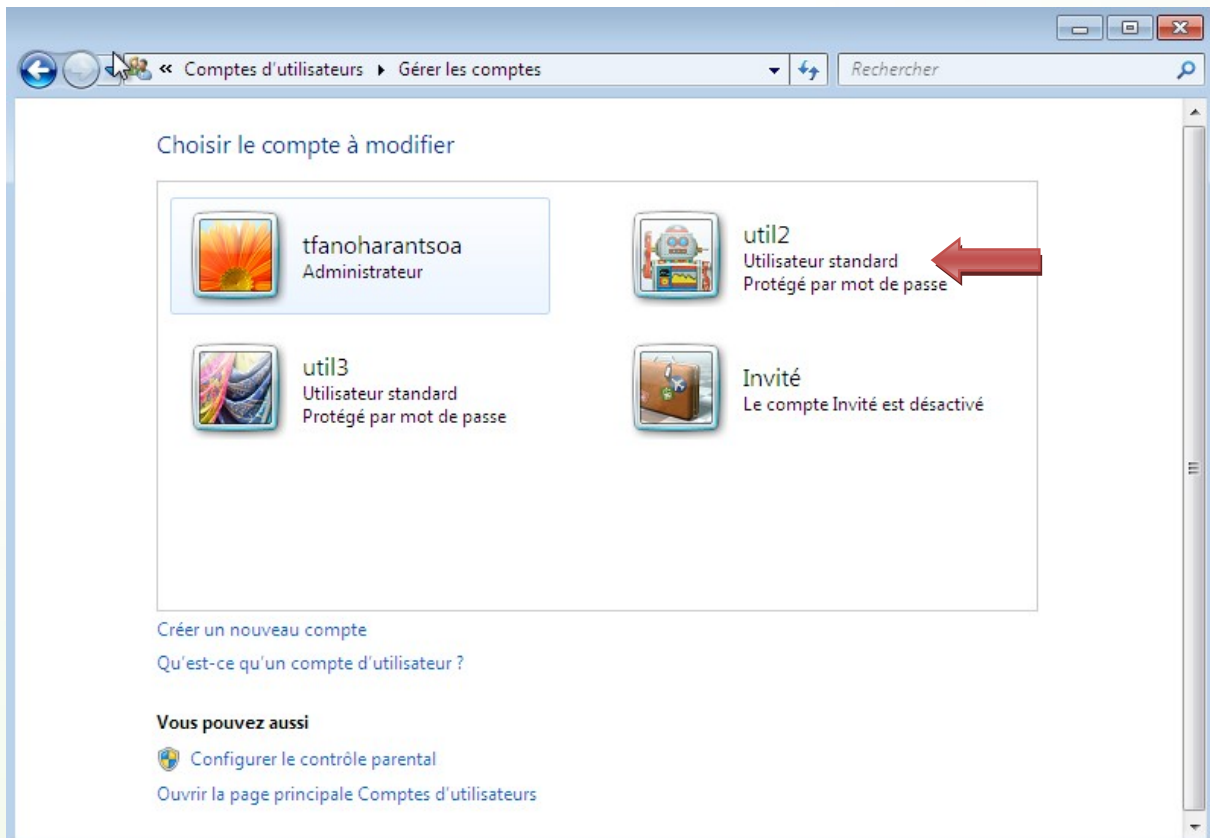 « Comptes d'utilisateurs ▸ Gérer les comptes
Rechercher
Choisir le compte à modifier
tfanoharantsoa
Administrateur
util2
Utilisateur standard
Protégé par mot de passe
util3
Utilisateur standard
Protégé par mot de passe
Invité
Le compte Invité est désactivé
Créer un nouveau compte
Qu'est-ce qu'un compte d'utilisateur ?
Vous pouvez aussi
Configurer le contrôle parental
Ouvrir la page principale Comptes d'utilisateurs